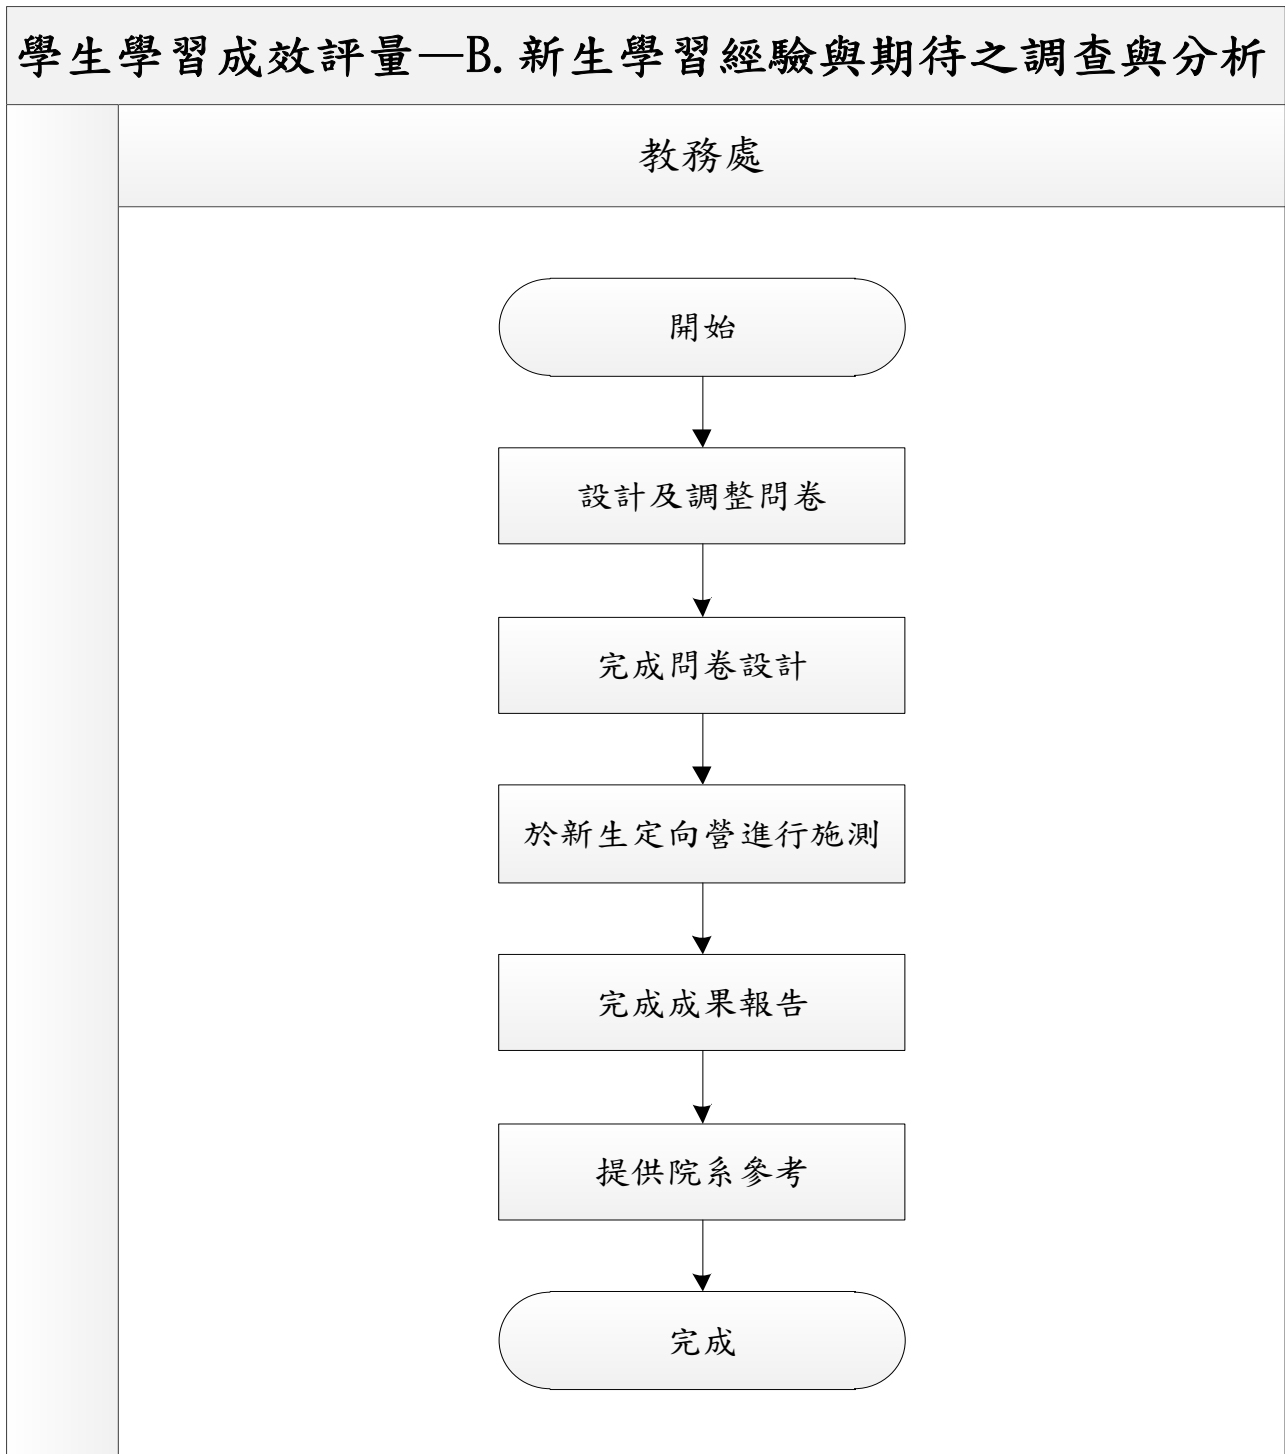 學生學習成效評量—B.新生學習經驗與期待之調查與分析
教務處
開始
設計及調整問卷
完成問卷設計
於新生定向營進行施測
完成成果報告
提供院系參考
完成